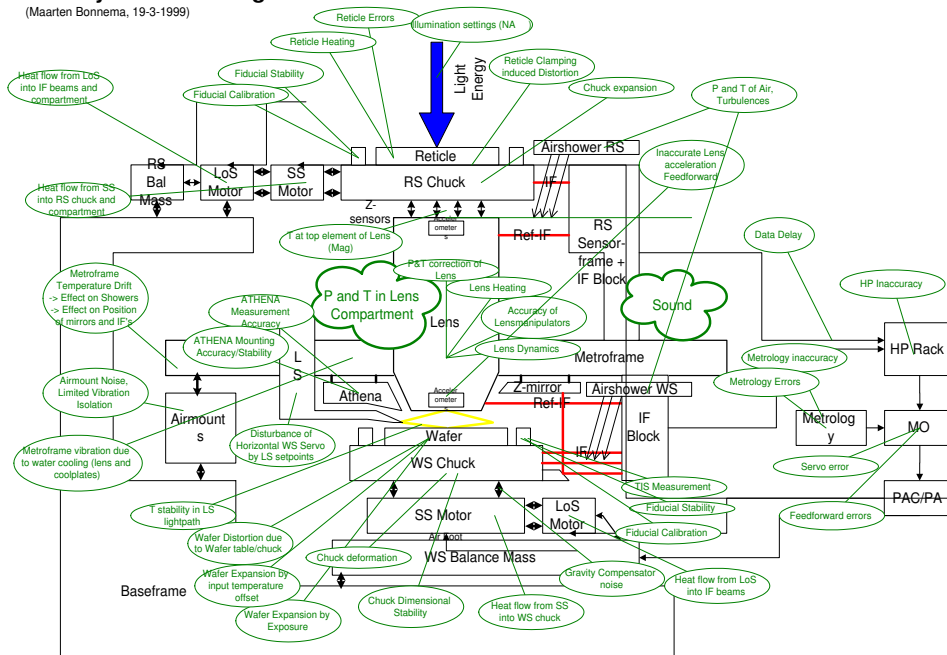 (Maarten Bonnema, 19-3-1999)
Reticle Errors
Illumination settings (NA
Reticle Heating
Heat flow from LoS
into IF beams and
compartment
Fiducial Stability
Fiducial Calibration
Light
Energy
Reticle Clamping
induced Distortion
Chuck expansion
P and T of Air,
Turbulences
Reticle
Airshower RS
Inaccurate Lens
acceleration
Feedforward
RS
Bal
Mass
LoS
Motor
SS
Motor
RS Chuck
IF
Heat flow from SS
into RS chuck and
compartment
Z-
sensors
Acceler
ometer
s
Ref-IF
RS
Sensor-
frame +
IF Block
T at top element of Lens
(Mag)
Data Delay
P&T correction of
Lens
Metroframe
Temperature Drift
-> Effect on Showers
-> Effect on Position
of mirrors and IF's
ATHENA
Measurement
Accuracy
P and T in Lens
Compartment
Lens Heating
Sound
HP Inaccuracy
Accuracy of
Lensmanipulators
Lens
ATHENA Mounting
Accuracy/Stability
Lens Dynamics
Metroframe
HP Rack
L
S
Metrology inaccuracy
Airmount Noise,
Limited Vibration
Isolation
Athena
Acceler
ometer
s
Z-mirror
Ref-IF
Airshower WS
Metrology Errors
Airmount
s
IF
Block
Metrolog
y
MO
Disturbance of
Horizontal WS Servo
by LS setpoints
Wafer
Metroframe vibration due
to water cooling (lens and
coolplates)
WS Chuck
IF
Servo error
TIS Measurement
PAC/PA
T stability in LS
lightpath
SS Motor
LoS
Motor
Fiducial Stability
Feedforward errors
Fiducial Calibration
Wafer Distortion due
to Wafer table/chuck
Air Foot
Chuck deformation
WS Balance Mass
Wafer Expansion by
input temperature
offset
Gravity Compensator
noise
Heat flow from LoS
into IF beams
Baseframe
Chuck Dimensional
Stability
Heat flow from SS
into WS chuck
Wafer Expansion by
Exposure